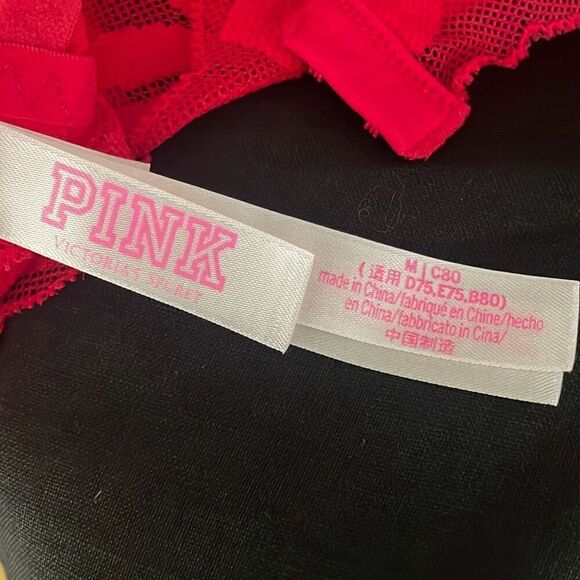 PINK
VICTORIA'S SECRET
M | C80
(适用 D75,E75,B80)
made in China/fabriqué en Chine/hecho
en China/fabbricato in Cina/
中国制造